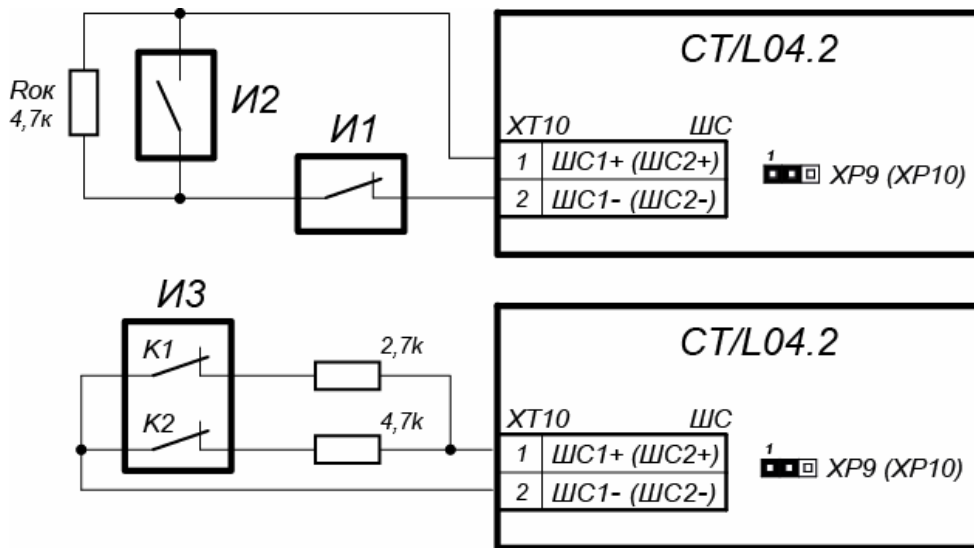 CT/L04.2
Rок
4,7к
И2
И1
XT10 ШС
1 ШС1+ (ШС2+)
2 ШС1- (ШС2-)
1
XP9 (XP10)
И3
K1
2,7k
K2
4,7k
CT/L04.2
XT10 ШС
1 ШС1+ (ШС2+)
2 ШС1- (ШС2-)
1
XP9 (XP10)